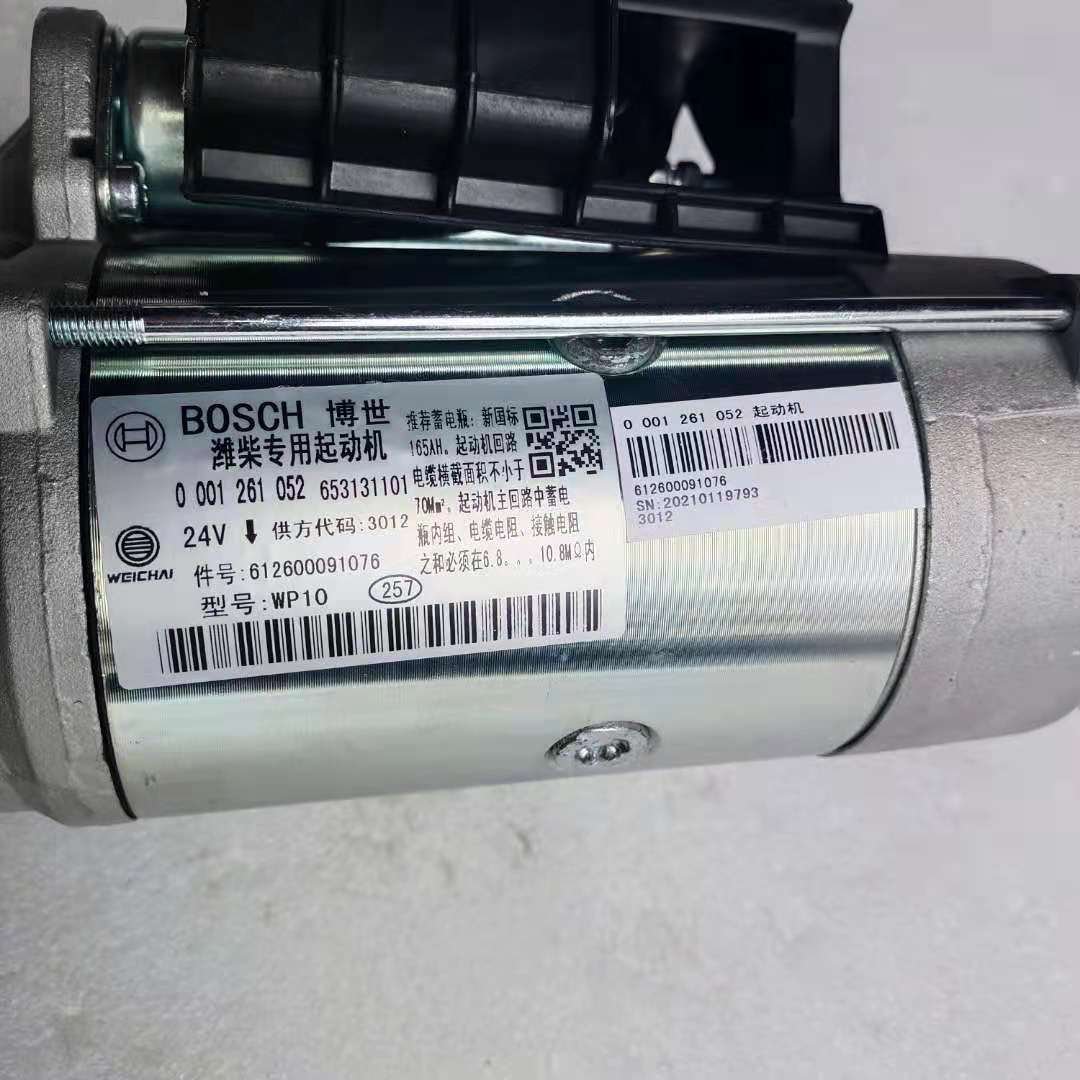 BOSCH 博世
潍柴专用起动机
0 001 261 052 653131101
24V ⬇ 供方代码:3012
WEICHAI
件号:612600091076
型号:WP10 257
推荐蓄电瓶: 新国标
165AH。起动机回路
电缆横截面积不小于
70Mm²。起动机主回路中蓄电
瓶内组、电缆电阻、接触电阻
之和必须在6.8。。。10.8MΩ内
0 001 261 052 起动机
612600091076
SN:20210119793
3012